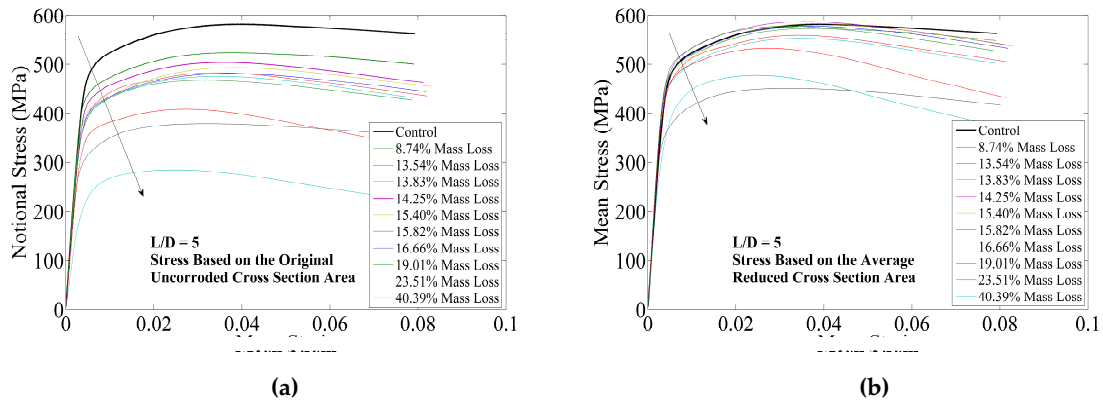 600
500
400
300
200
100
0
Notional Stress (MPa)
Control
8.74% Mass Loss
13.54% Mass Loss
13.83% Mass Loss
14.25% Mass Loss
15.40% Mass Loss
15.82% Mass Loss
16.66% Mass Loss
19.01% Mass Loss
23.51% Mass Loss
40.39% Mass Loss
L/D = 5
Stress Based on the Original
Uncorroded Cross Section Area
0 0.02 0.04 0.06 0.08 0.1
(a)
600
500
400
300
200
100
0
Mean Stress (MPa)
Control
8.74% Mass Loss
13.54% Mass Loss
13.83% Mass Loss
14.25% Mass Loss
15.40% Mass Loss
15.82% Mass Loss
16.66% Mass Loss
19.01% Mass Loss
23.51% Mass Loss
40.39% Mass Loss
L/D = 5
Stress Based on the Average
Reduced Cross Section Area
0 0.02 0.04 0.06 0.08 0.1
(b)